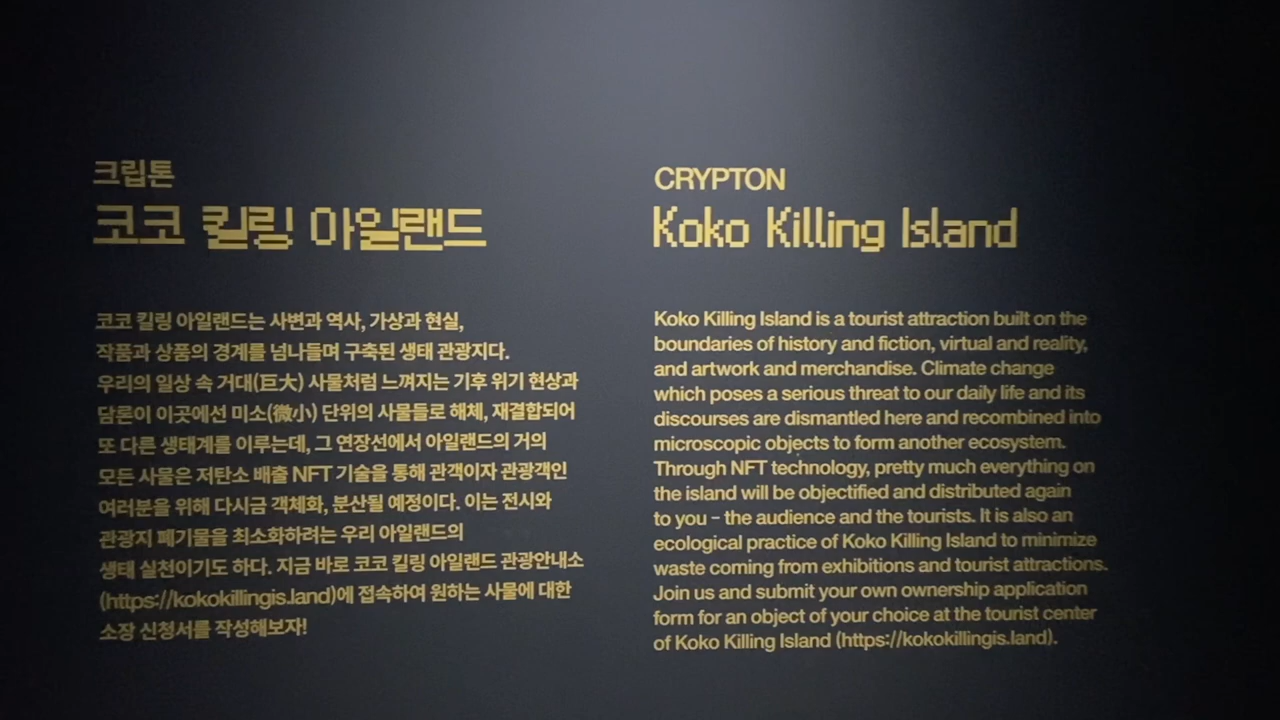 크립톤
코코 킬링 아일랜드
코코 킬링 아일랜드는 사변과 역사, 가상과 현실,
작품과 상품의 경계를 넘나들며 구축된 생태 관광지다.
우리의 일상 속 거대(巨大) 사물처럼 느껴지는 기후 위기 현상과
담론이 이곳에선 미소(微小) 단위의 사물들로 해체, 재결합되어
또 다른 생태계를 이루는데, 그 연장선에서 아일랜드의 거의
모든 사물은 저탄소 배출 NFT 기술을 통해 관객이자 관광객인
여러분을 위해 다시금 객체화, 분산될 예정이다. 이는 전시와
관광지 폐기물을 최소화하려는 우리 아일랜드의
생태 실천이기도 하다. 지금 바로 코코 킬링 아일랜드 관광안내소
(https://kokokillingis.land)에 접속하여 원하는 사물에 대한
소장 신청서를 작성해보자!
CRYPTON
Koko Killing Island
Koko Killing Island is a tourist attraction built on the
boundaries of history and fiction, virtual and reality,
and artwork and merchandise. Climate change
which poses a serious threat to our daily life and its
discourses are dismantled here and recombined into
microscopic objects to form another ecosystem.
Through NFT technology, pretty much everything on
the island will be objectified and distributed again
to you – the audience and the tourists. It is also an
ecological practice of Koko Killing Island to minimize
waste coming from exhibitions and tourist attractions.
Join us and submit your own ownership application
form for an object of your choice at the tourist center
of Koko Killing Island (https://kokokillingis.land).